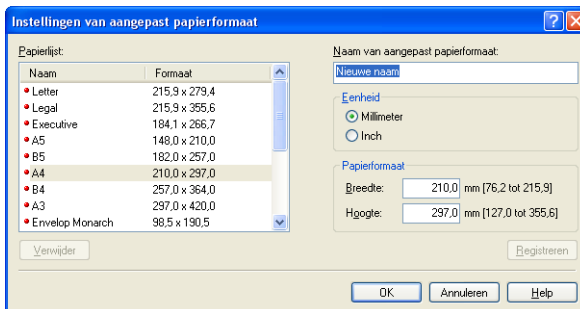 Instellingen van aangepast papierformaat
Papierlijst:
Naam Formaat
Letter 215,9 x 279,4
Legal 215,9 x 355,6
Executive 184,1 x 266,7
A5 148,0 x 210,0
B5 182,0 x 257,0
A4 210,0 x 297,0
B4 257,0 x 364,0
A3 297,0 x 420,0
Envelop Monarch 98,5 x 190,5
Verwijder
Naam van aangepast papierformaat:
Nieuwe naam
Eenheid
Millimeter
Inch
Papierformaat
Breedte: 210,0 mm [76,2 tot 215,9]
Hoogte: 297,0 mm [127,0 tot 355,6]
Registreren
OK Annuleren Help